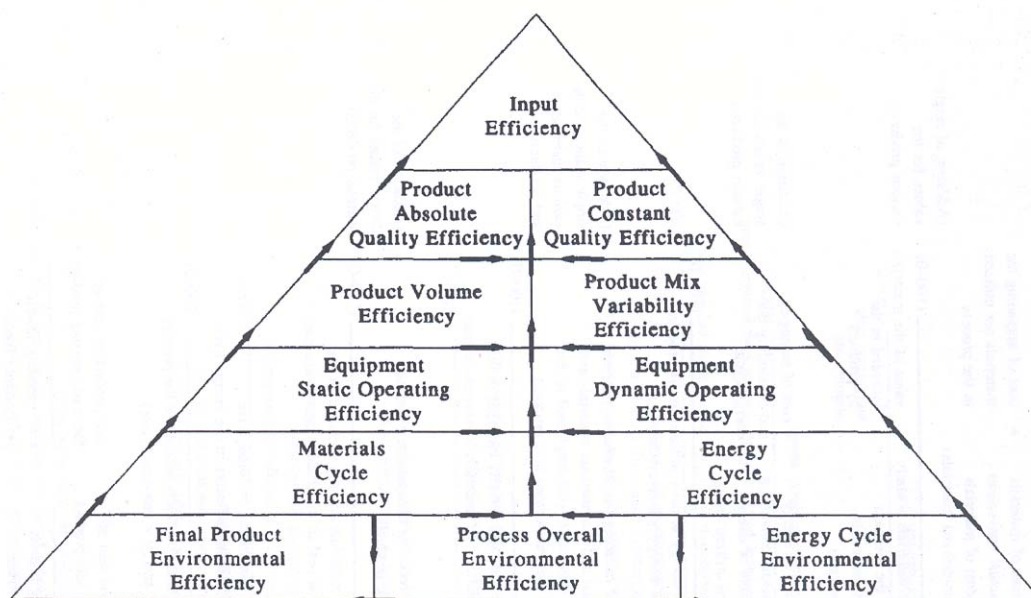 Input
Efficiency
Product
Absolute
Quality Efficiency
Product
Constant
Quality Efficiency
Product Volume
Efficiency
Product Mix
Variability
Efficiency
Equipment
Static Operating
Efficiency
Equipment
Dynamic Operating
Efficiency
Materials
Cycle
Efficiency
Energy
Cycle
Efficiency
Final Product
Environmental
Efficiency
Process Overall
Environmental
Efficiency
Energy Cycle
Environmental
Efficiency